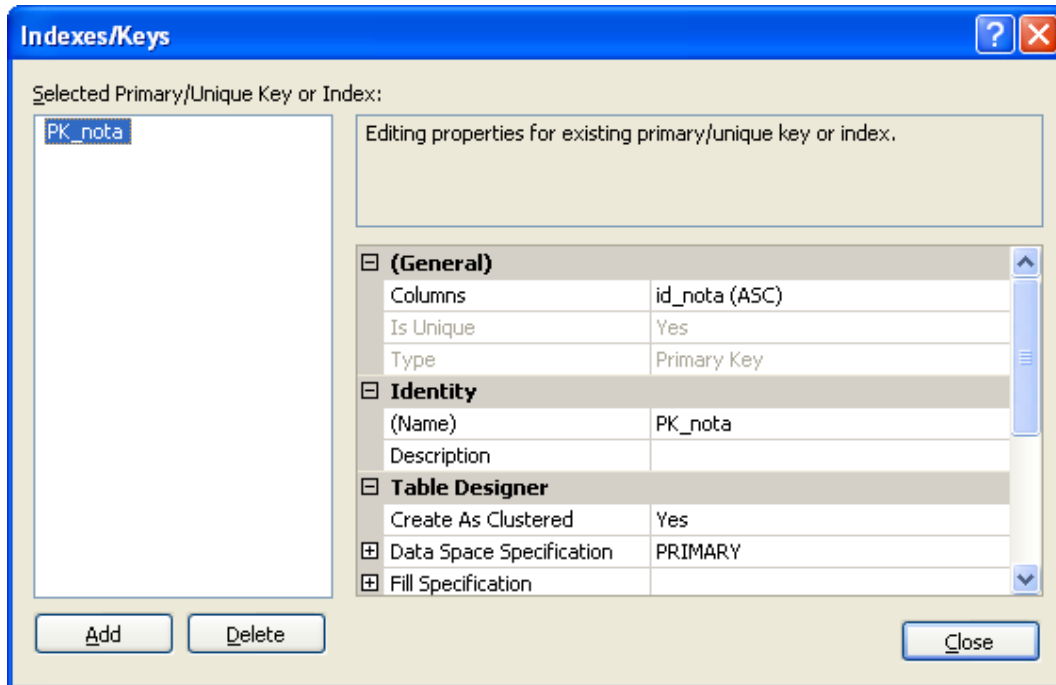 Indexes/Keys
Selected Primary/Unique Key or Index:
PK_nota
Editing properties for existing primary/unique key or index.
(General)
Columns id_nota (ASC)
Is Unique Yes
Type Primary Key
Identity
(Name) PK_nota
Description
Table Designer
Create As Clustered Yes
Data Space Specification PRIMARY
Fill Specification
Add Delete Close